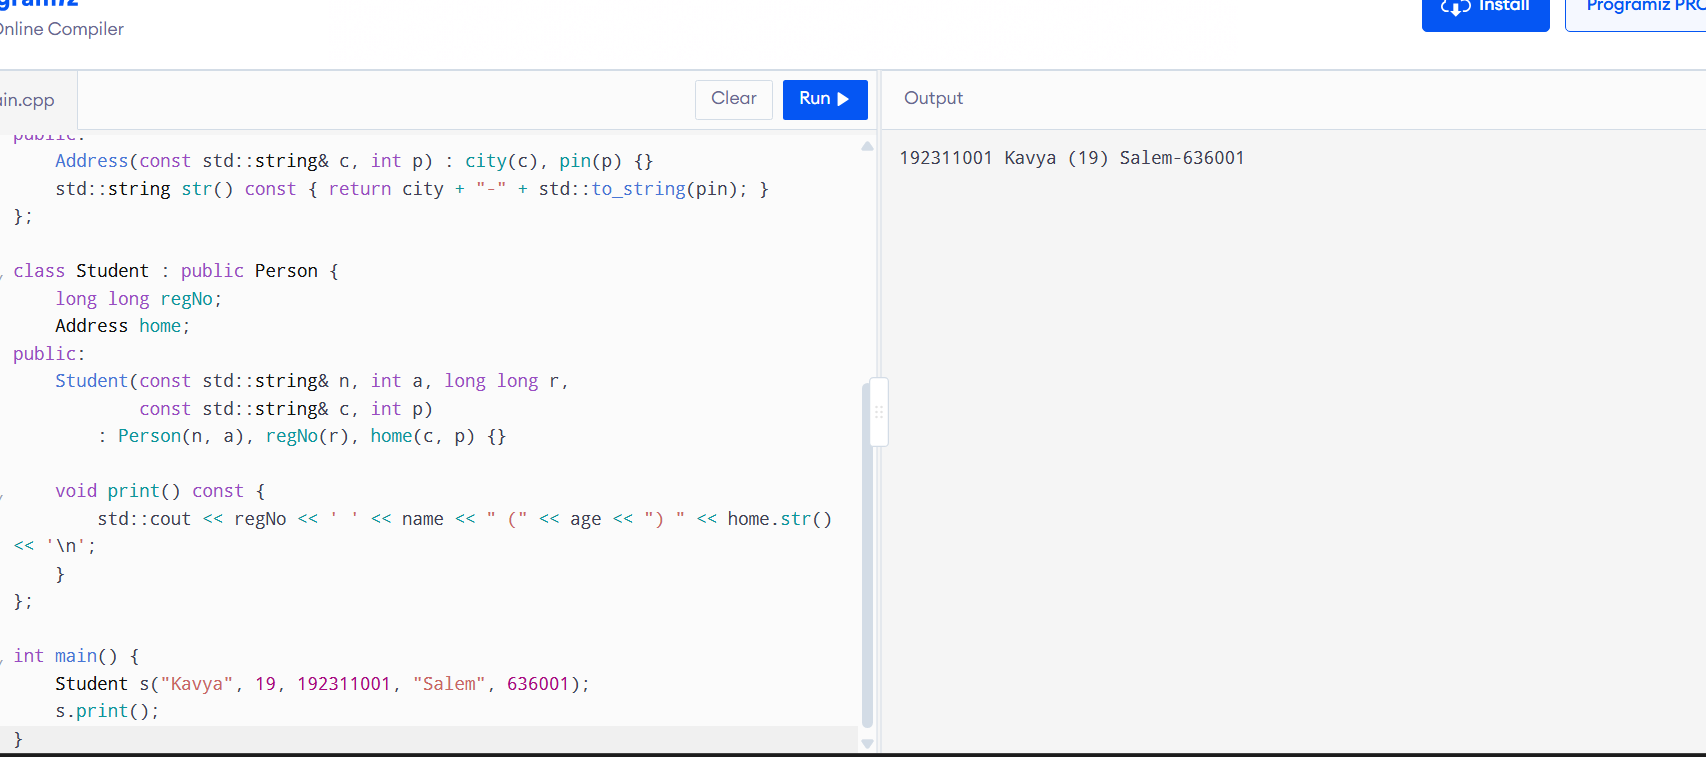 Online Compiler
Install
Programiz PRO
main.cpp
Clear
Run
Output
public:
Address(const std::string& c, int p) : city(c), pin(p) {}
std::string str() const { return city + "-" + std::to_string(pin); }
};
class Student : public Person {
long long regNo;
Address home;
public:
Student(const std::string& n, int a, long long r,
const std::string& c, int p)
: Person(n, a), regNo(r), home(c, p) {}
void print() const {
std::cout << regNo << ' ' << name << " (" << age << ") " << home.str()
<< '\n';
}
};
int main() {
Student s("Kavya", 19, 192311001, "Salem", 636001);
s.print();
}
192311001 Kavya (19) Salem-636001